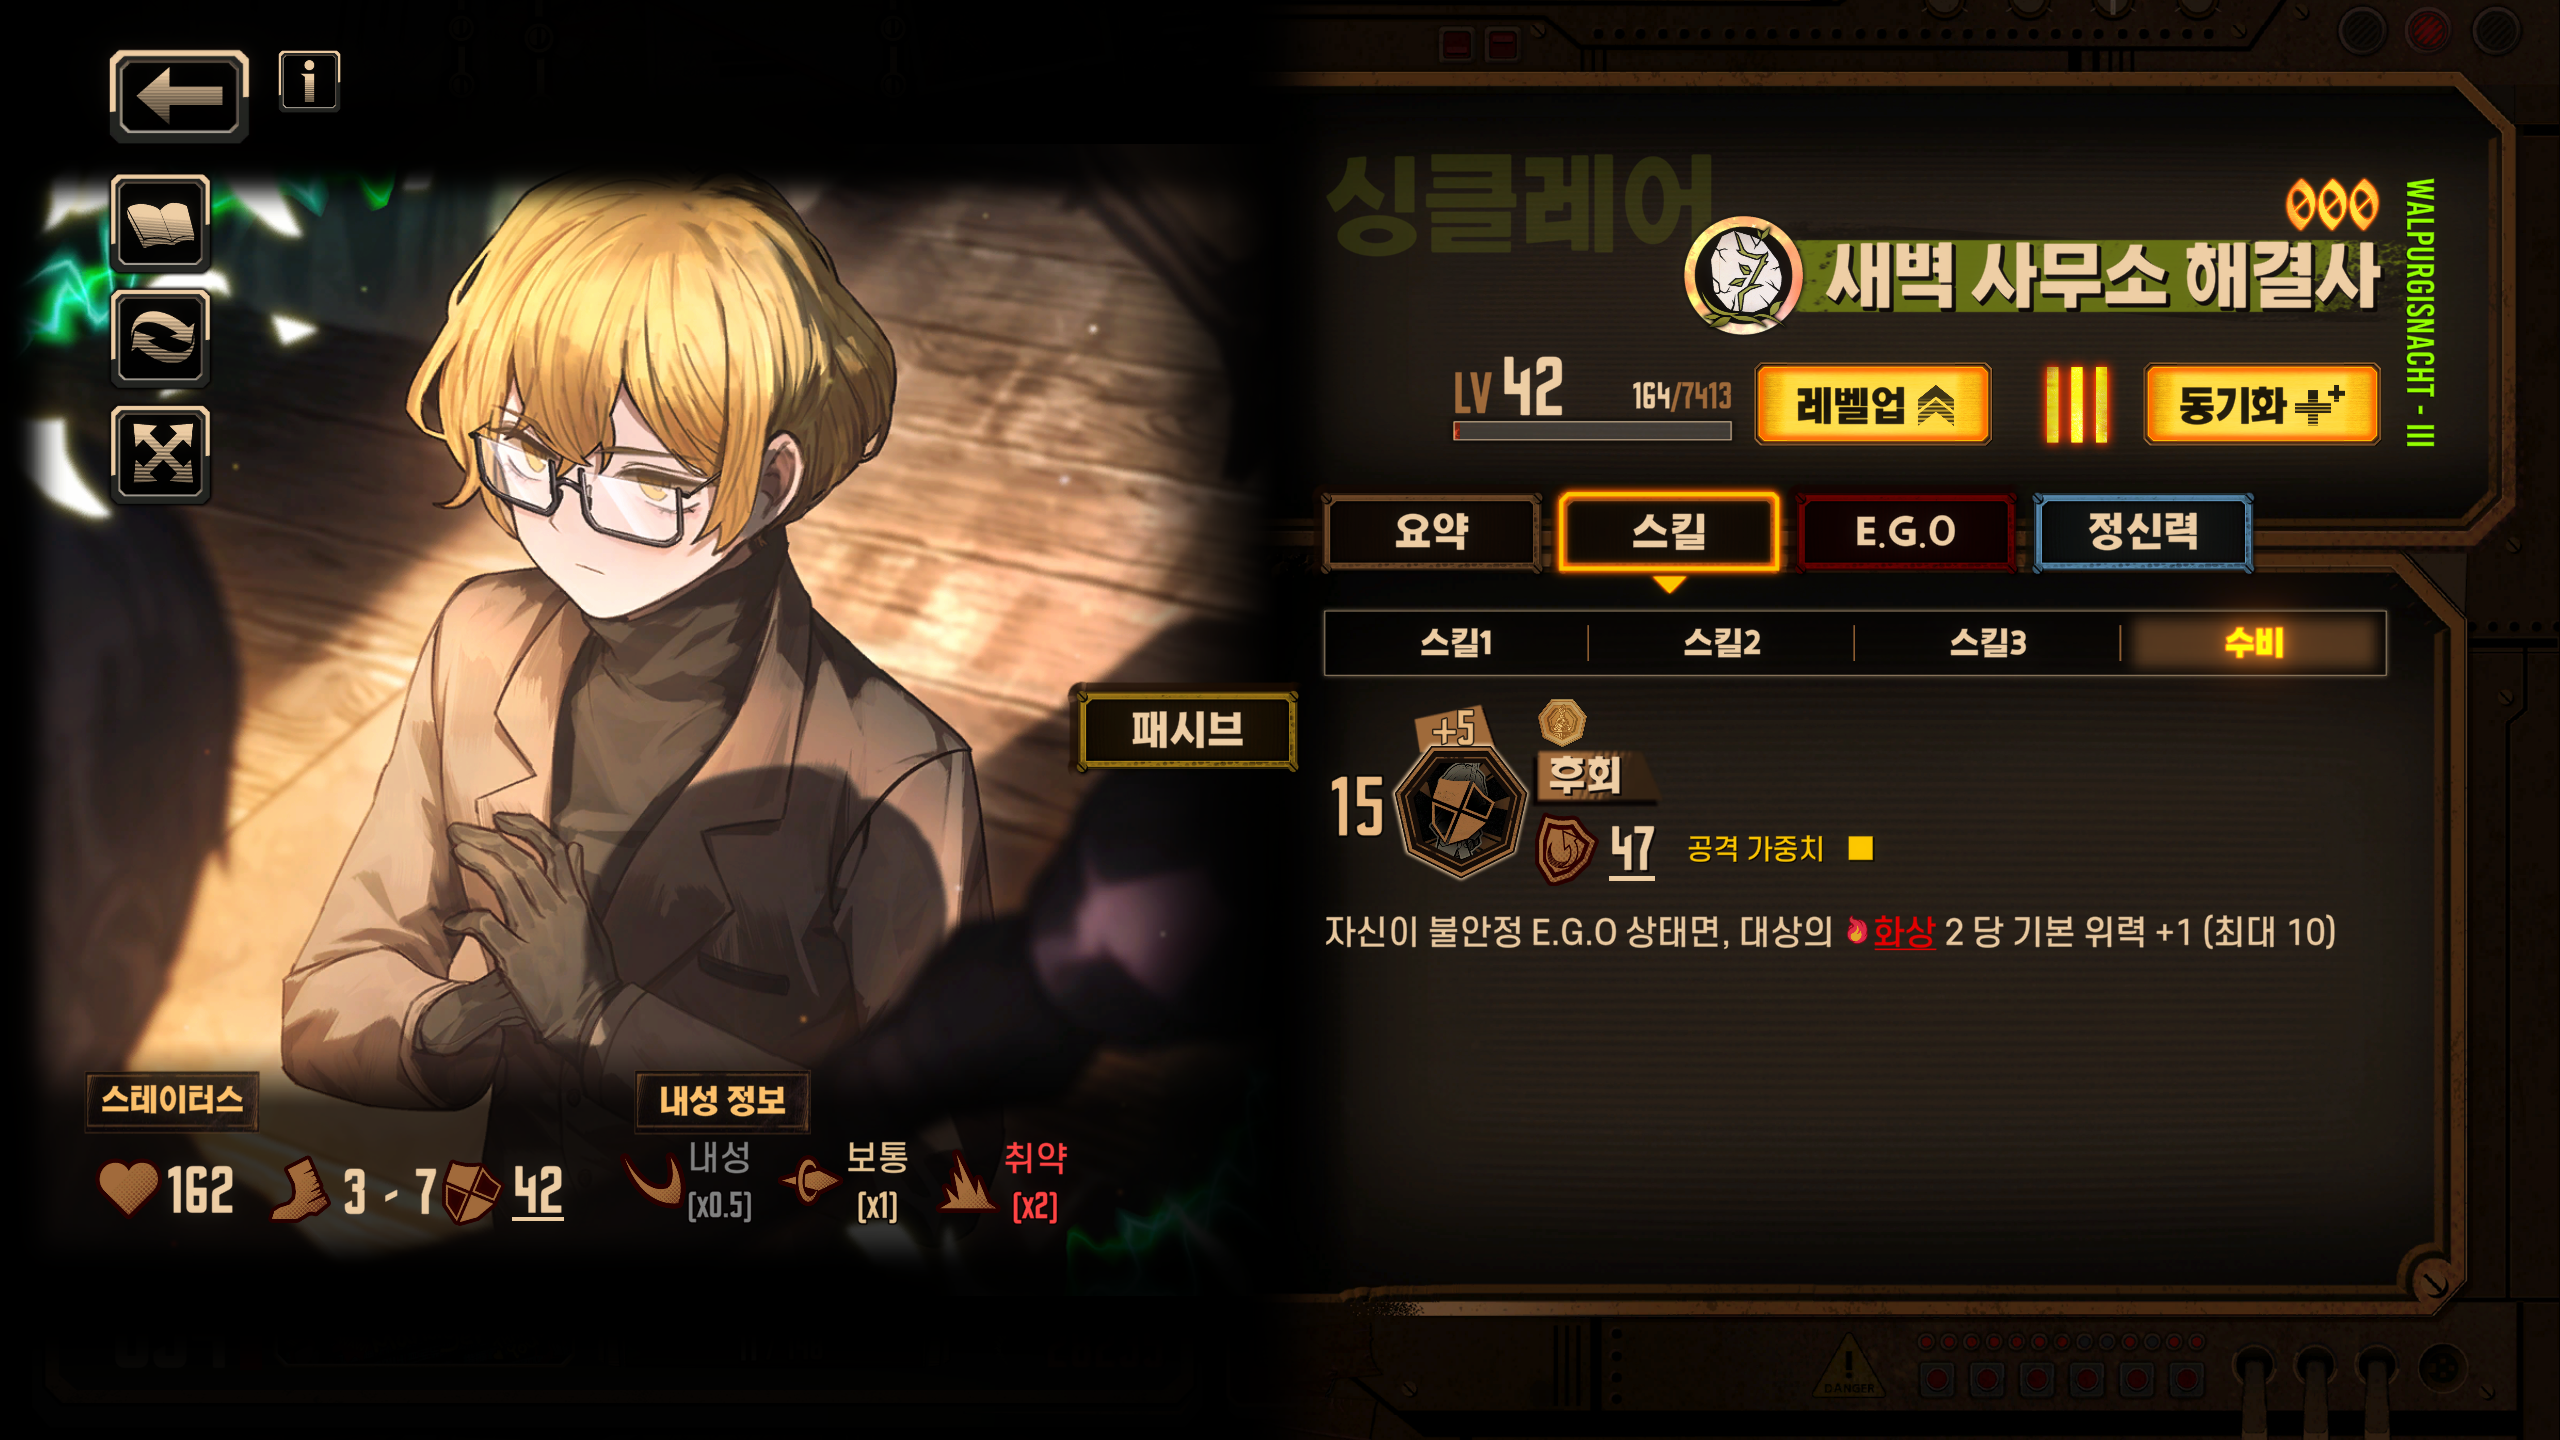 싱클레어
새벽 사무소 해결사
WALPURGISNACHT - III
LV 42
164/7413
레벨업
동기화
요약
스킬
E.G.O
정신력
스킬1
스킬2
스킬3
수비
패시브
+5
15
후회
47
공격 가중치
자신이 불안정 E.G.O 상태면, 대상의 화상 2 당 기본 위력 +1 (최대 10)
스테이터스
162
3 - 7
42
내성 정보
내성
(x0.5)
보통
(x1)
취약
(x2)
DANGER